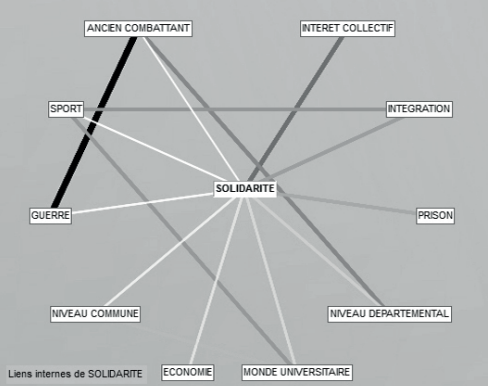 ANCIEN COMBATTANT
INTERET COLLECTIF
SPORT
INTEGRATION
SOLIDARITE
GUERRE
PRISON
NIVEAU COMMUNE
NIVEAU DEPARTEMENTAL
ECONOMIE
MONDE UNIVERSITAIRE
Liens internes de SOLIDARITE